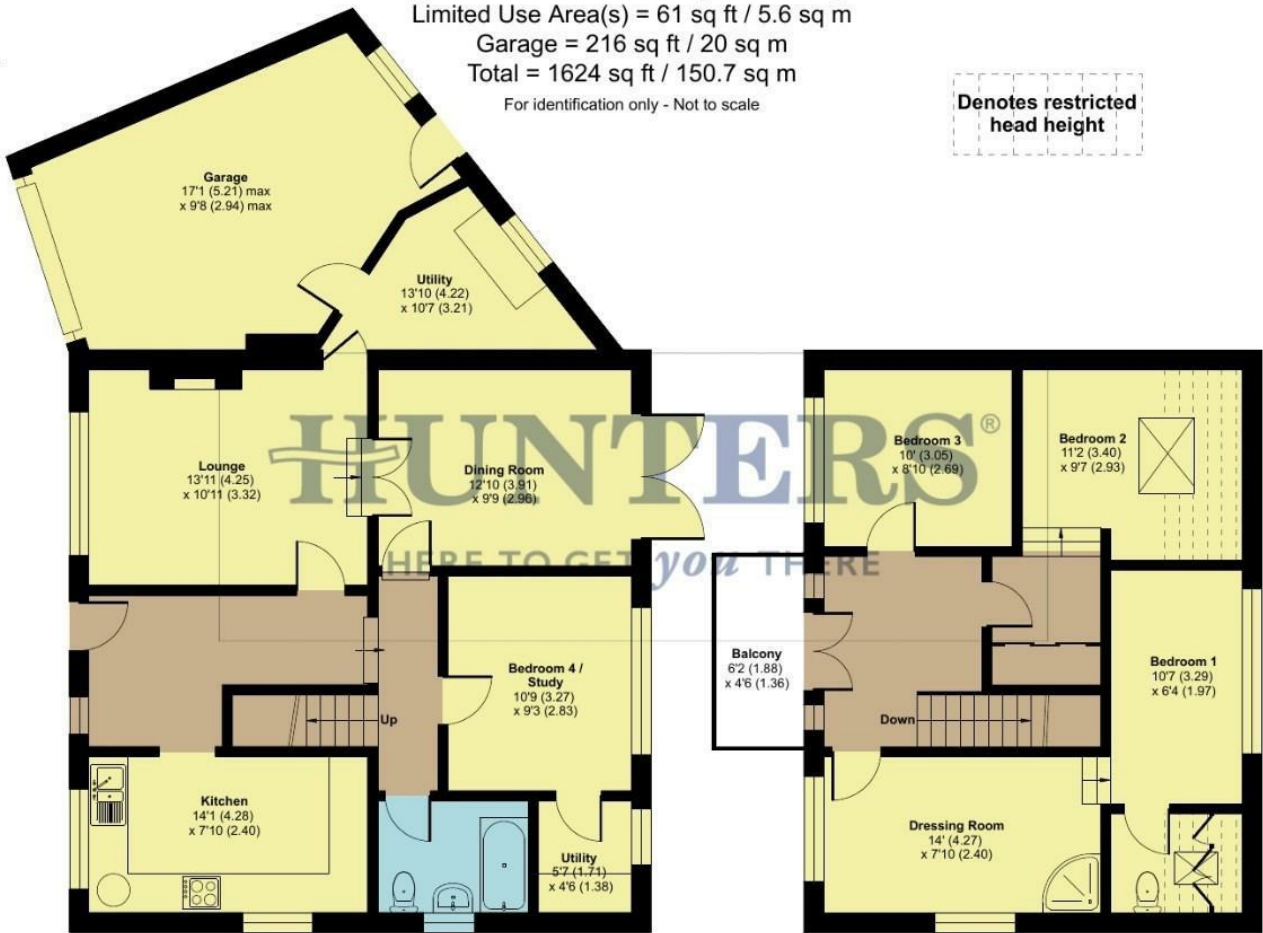 Limited Use Area(s) = 61 sq ft / 5.6 sq m
Garage = 216 sq ft / 20 sq m
Total = 1624 sq ft / 150.7 sq m
For identification only - Not to scale
Denotes restricted
head height
Garage
17'1 (5.21) max
x 9'8 (2.94) max
Utility
13'10 (4.22)
x 10'7 (3.21)
HUNTERS®
HERE TO GET you THERE
Lounge
13'11 (4.25)
x 10'11 (3.32)
Dining Room
12'10 (3.91)
x 9'9 (2.96)
Bedroom 4 /
Study
10'9 (3.27)
x 9'3 (2.83)
Up
Kitchen
14'1 (4.28)
x 7'10 (2.40)
Utility
5'7 (1.71)
x 4'6 (1.38)
Bedroom 3
10' (3.05)
x 8'10 (2.69)
Bedroom 2
11'2 (3.40)
x 9'7 (2.93)
Balcony
6'2 (1.88)
x 4'6 (1.36)
Bedroom 1
10'7 (3.29)
x 6'4 (1.97)
Down
Dressing Room
14' (4.27)
x 7'10 (2.40)